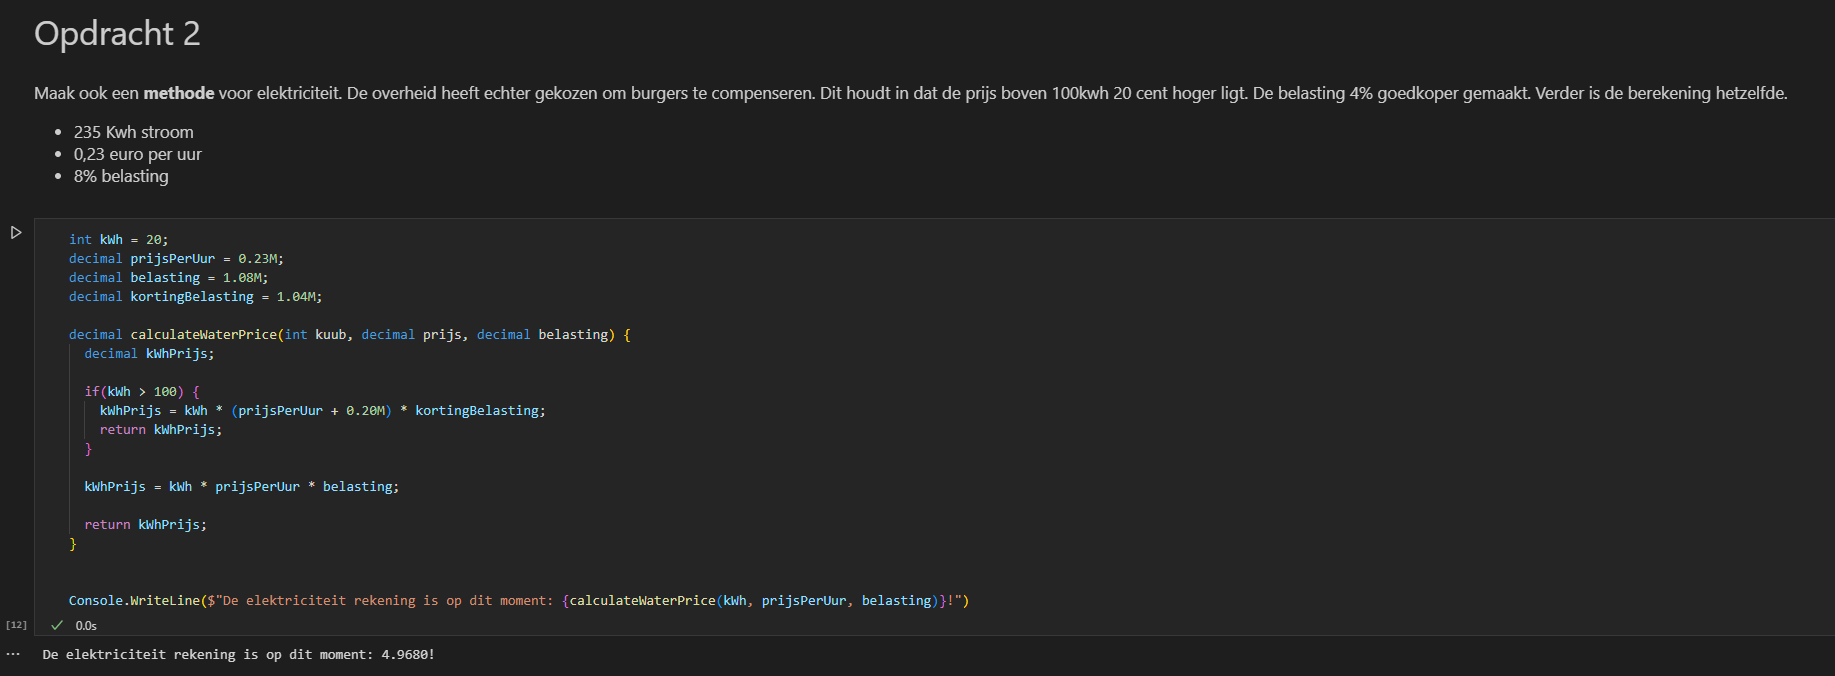 Opdracht 2
Maak ook een methode voor elektriciteit. De overheid heeft echter gekozen om burgers te compenseren. Dit houdt in dat de prijs boven 100kwh 20 cent hoger ligt. De belasting 4% goedkoper gemaakt. Verder is de berekening hetzelfde.
• 235 Kwh stroom
• 0,23 euro per uur
• 8% belasting
int kWh = 20;
decimal prijsPerUur = 0.23M;
decimal belasting = 1.08M;
decimal kortingBelasting = 1.04M;
decimal calculateWaterPrice(int kuub, decimal prijs, decimal belasting) {
decimal kWhPrijs;
if(kWh > 100) {
kWhPrijs = kWh * (prijsPerUur + 0.20M) * kortingBelasting;
return kWhPrijs;
}
kWhPrijs = kWh * prijsPerUur * belasting;
return kWhPrijs;
}
Console.WriteLine($"De elektriciteit rekening is op dit moment: {calculateWaterPrice(kWh, prijsPerUur, belasting)}!")
[12] ✓ 0.0s
... De elektriciteit rekening is op dit moment: 4.9680!